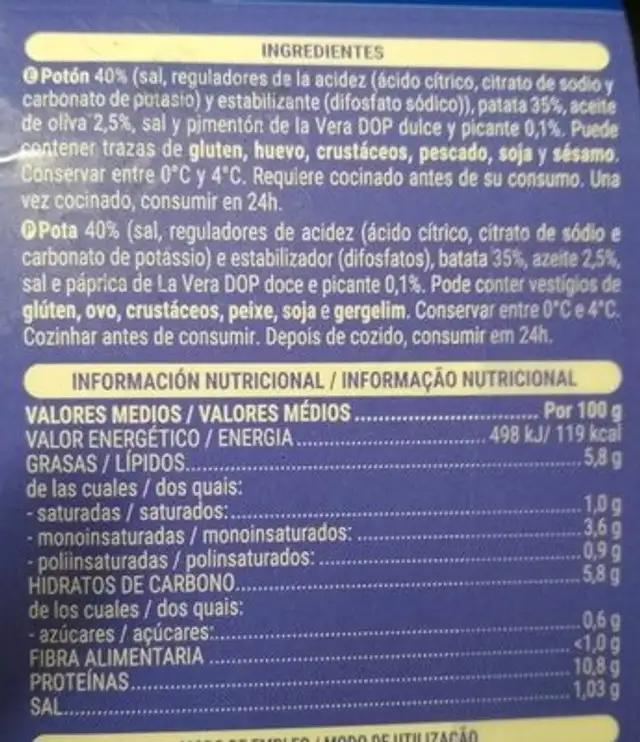 INGREDIENTES
E Potón 40% (sal, reguladores de la acidez (ácido cítrico, citrato de sodio y
carbonato de potasio) y estabilizante (difosfato sódico)), patata 35%, aceite
de oliva 2,5%, sal y pimentón de la Vera DOP dulce y picante 0,1%. Puede
contener trazas de gluten, huevo, crustáceos, pescado, soja y sésamo.
Conservar entre 0°C y 4°C. Requiere cocinado antes de su consumo. Una
vez cocinado, consumir en 24h.
P Pota 40% (sal, reguladores de acidez (ácido cítrico, citrato de sódio e
carbonato de potássio) e estabilizador (difosfatos), batata 35%, azeite 2,5%,
sal e páprica de La Vera DOP doce e picante 0,1%. Pode conter vestígios de
glúten, ovo, crustáceos, peixe, soja e gergelim. Conservar entre 0°C e 4°C.
Cozinhar antes de consumir. Depois de cozido, consumir em 24h.
INFORMACIÓN NUTRICIONAL / INFORMAÇÃO NUTRICIONAL
VALORES MEDIOS / VALORES MÉDIOS ........................ Por 100 g
VALOR ENERGÉTICO / ENERGIA ........................ 498 kJ/ 119 kcal
GRASAS / LÍPIDOS........................ 5,8 g
de las cuales / dos quais:
- saturadas / saturados:........................ 1,0 g
- monoinsaturadas / monoinsaturados: ........................ 3,6 g
- poliinsaturadas / polinsaturados: ........................ 0,9 g
HIDRATOS DE CARBONO........................ 5,8 g
de los cuales / dos quais:
- azúcares / açúcares:........................ 0,6 g
FIBRA ALIMENTARIA ........................ <1,0 g
PROTEÍNAS........................ 10,8 g
SAL........................ 1,03 g
MODO DE EMPLEO / MODO DE UTILIZAÇÃO